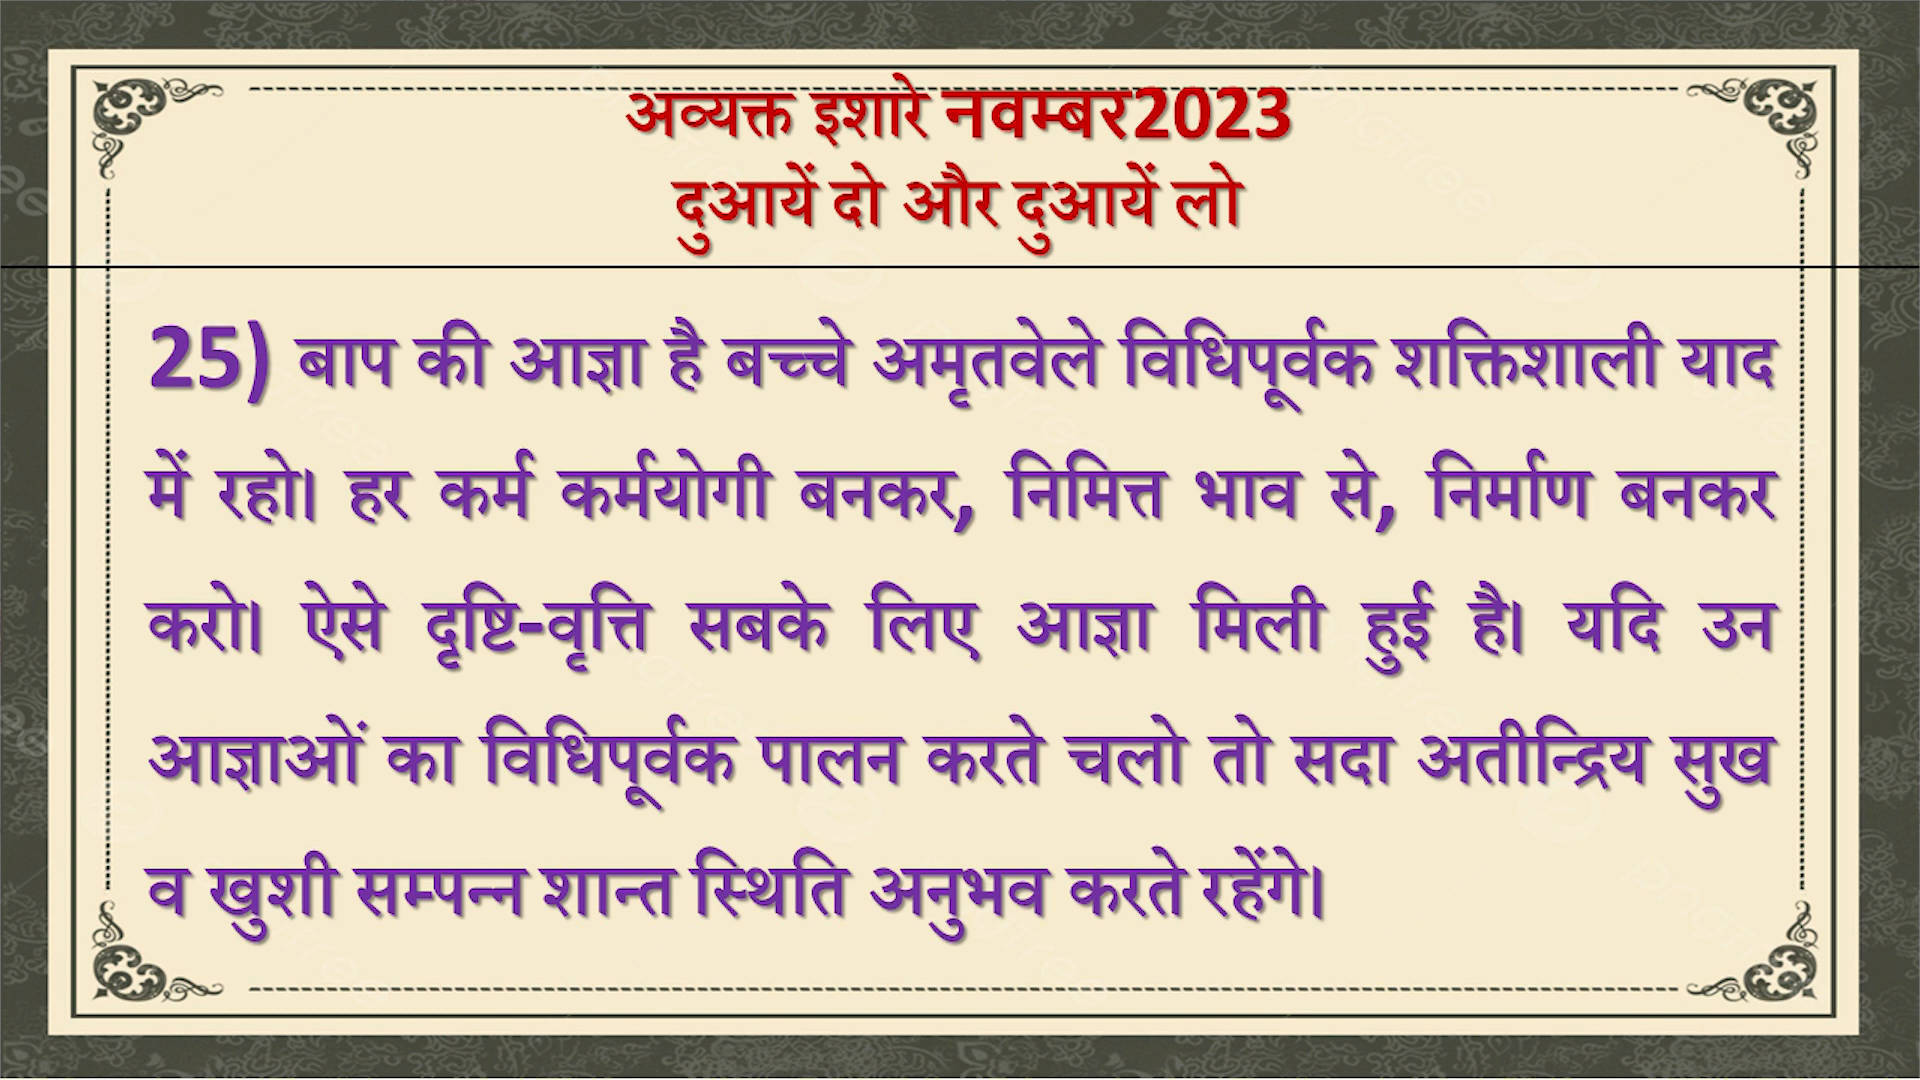 अव्यक्त इशारे नवम्बर2023
दुआयें दो और दुआयें लो
25) बाप की आज्ञा है बच्चे अमृतवेले विधिपूर्वक शक्तिशाली याद
में रहो। हर कर्म कर्मयोगी बनकर, निमित्त भाव से, निर्माण बनकर
करो। ऐसे दृष्टि-वृत्ति सबके लिए आज्ञा मिली हुई है। यदि उन
आज्ञाओं का विधिपूर्वक पालन करते चलो तो सदा अतीन्द्रिय सुख
व खुशी सम्पन्न शान्त स्थिति अनुभव करते रहेंगे।